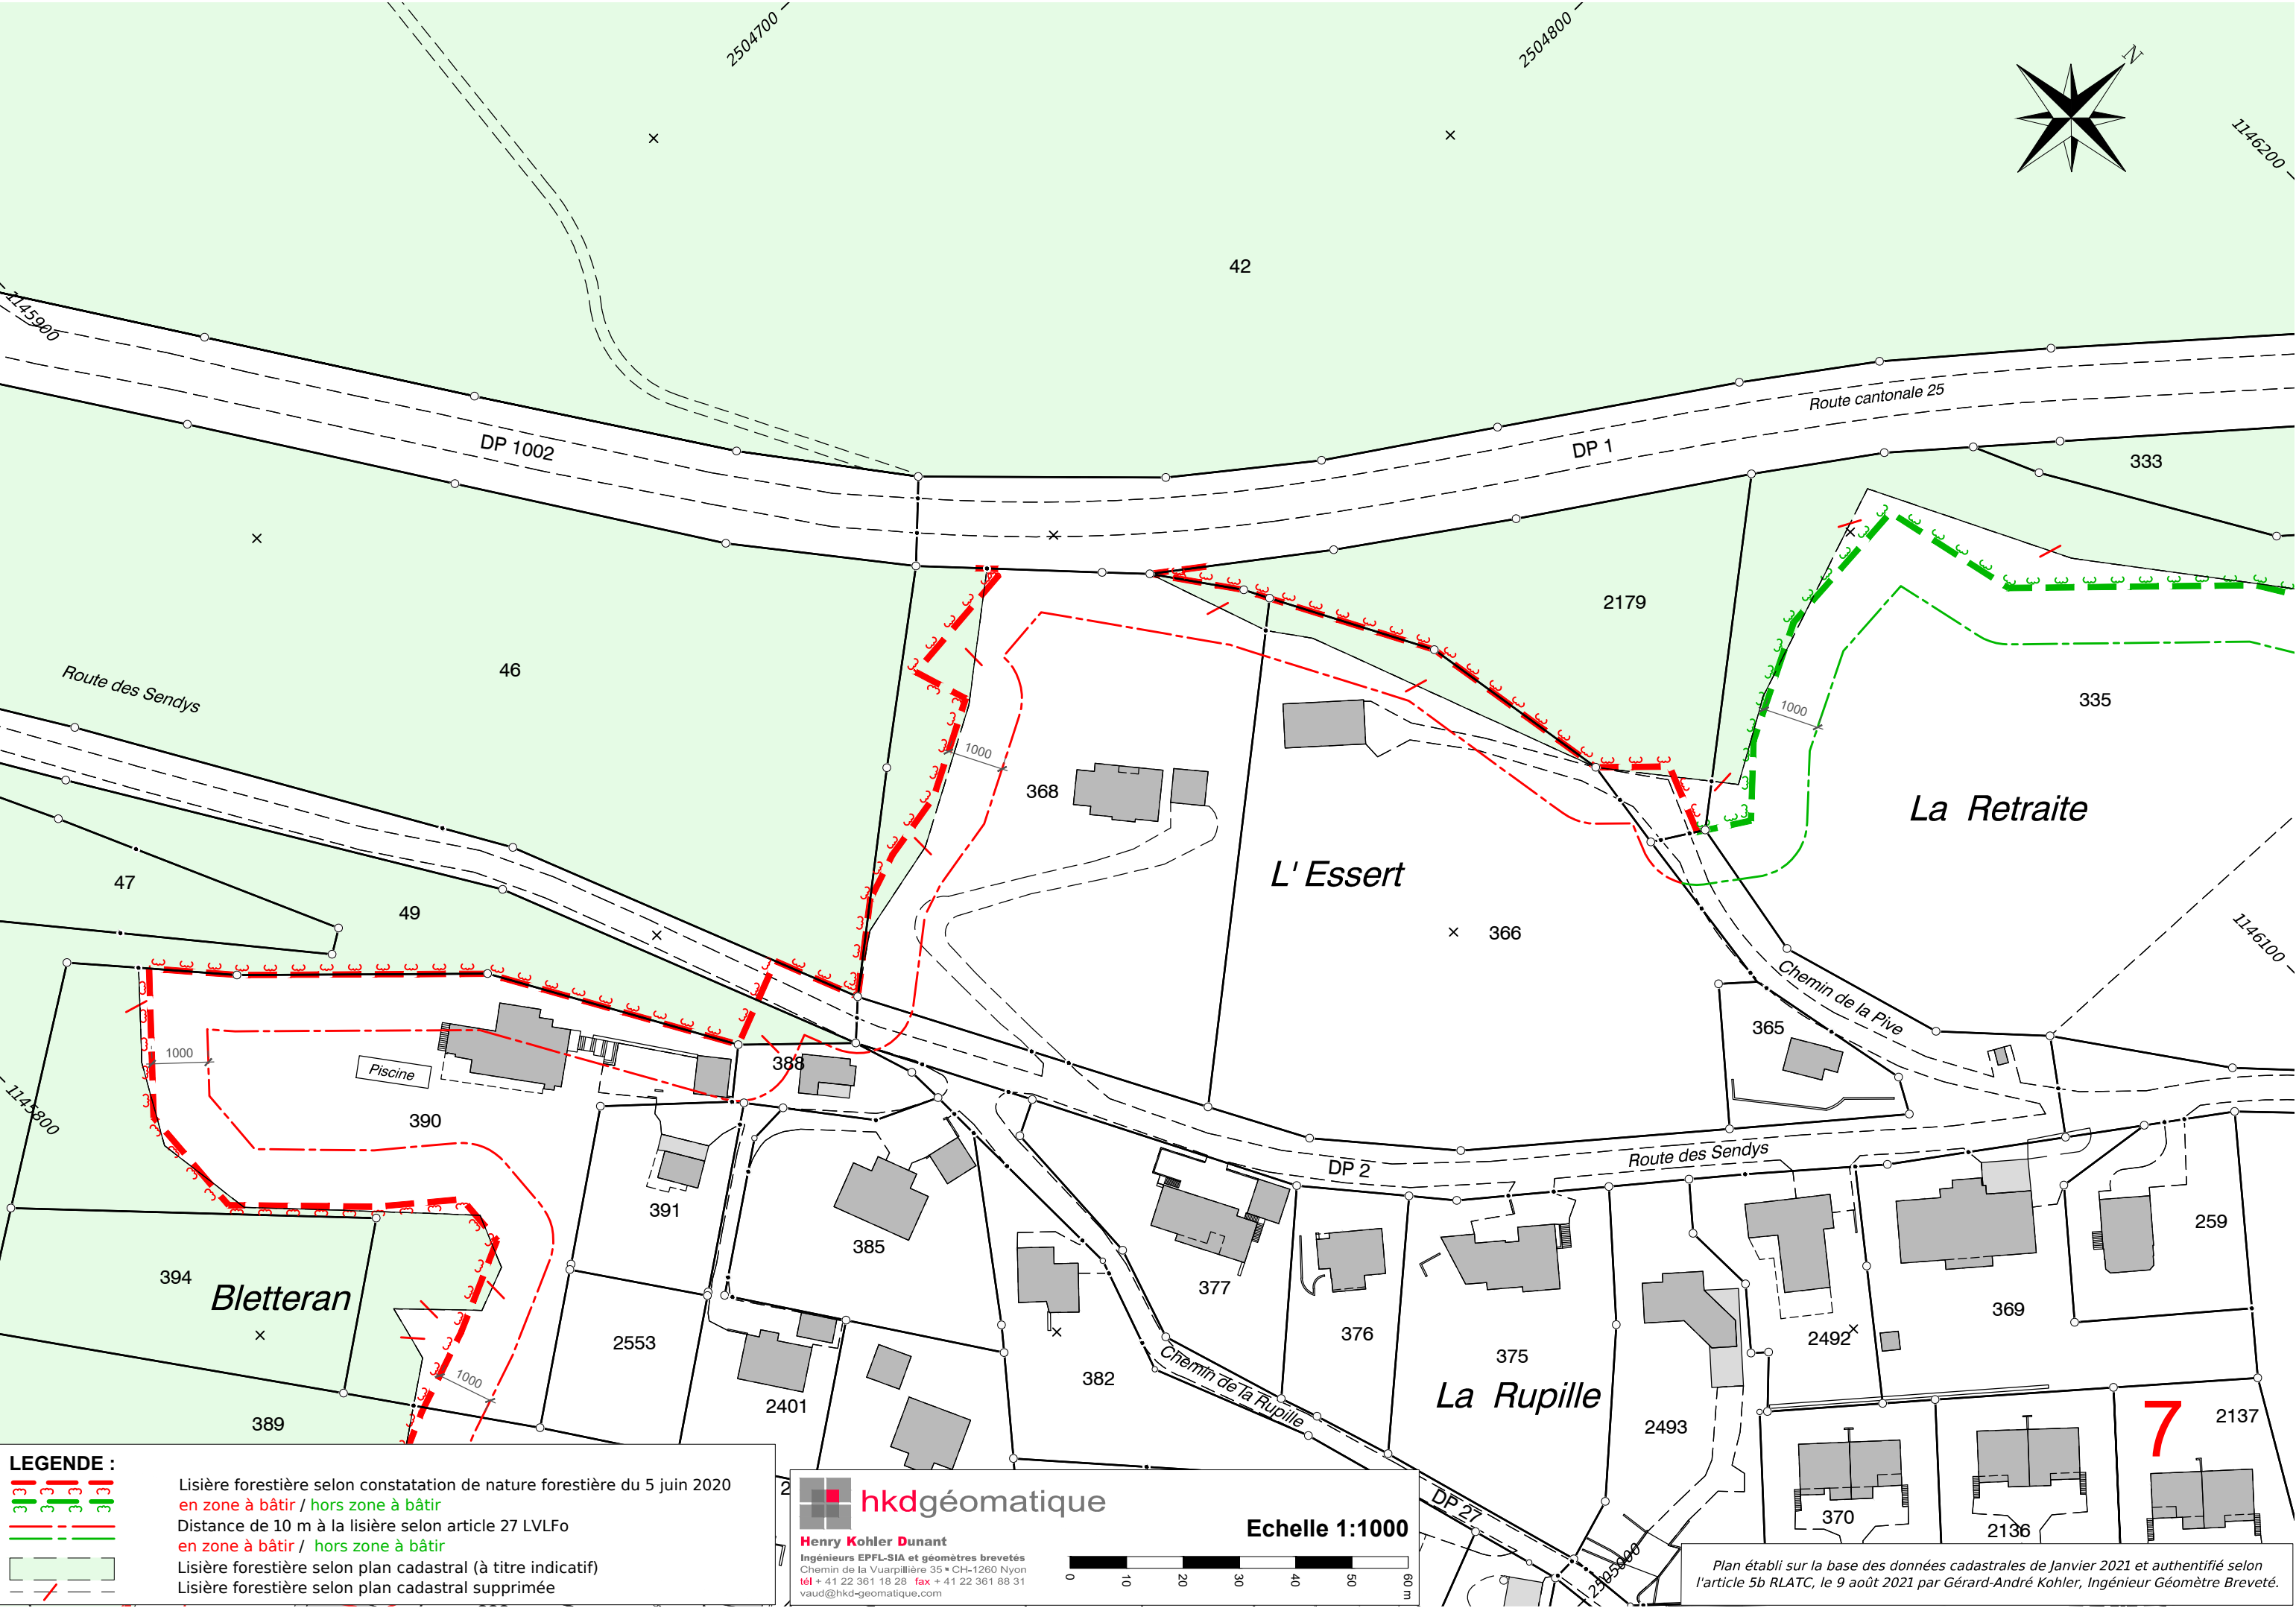 2504700
2504800
N
1146200
42
1145900
Route cantonale 25
DP 1002
DP 1
333
2179
46
Route des Sendys
335
1000
1000
368
La Retraite
L' Essert
47
49
366
1146100
Chemin de la Pive
365
388
1000
Piscine
390
1145800
DP 2
Route des Sendys
391
385
259
394
Bletteran
377
369
2553
376
2492
375
382
1000
Chemin de la Rupille
La Rupille
2401
389
2493
7
2137
370
2136
DP 27
2505000
LEGENDE :
Lisière forestière selon constatation de nature forestière du 5 juin 2020
en zone à bâtir / hors zone à bâtir
Distance de 10 m à la lisière selon article 27 LVLFo
en zone à bâtir / hors zone à bâtir
Lisière forestière selon plan cadastral (à titre indicatif)
Lisière forestière selon plan cadastral supprimée
hkdgéomatique
Henry Kohler Dunant
Ingénieurs EPFL-SIA et géomètres brevetés
Chemin de la Vuarpillière 35 • CH-1260 Nyon
tél + 41 22 361 18 28 fax + 41 22 361 88 31
vaud@hkd-geomatique.com
Echelle 1:1000
0 10 20 30 40 50 60 m
Plan établi sur la base des données cadastrales de Janvier 2021 et authentifié selon
l'article 5b RLATC, le 9 août 2021 par Gérard-André Kohler, Ingénieur Géomètre Breveté.